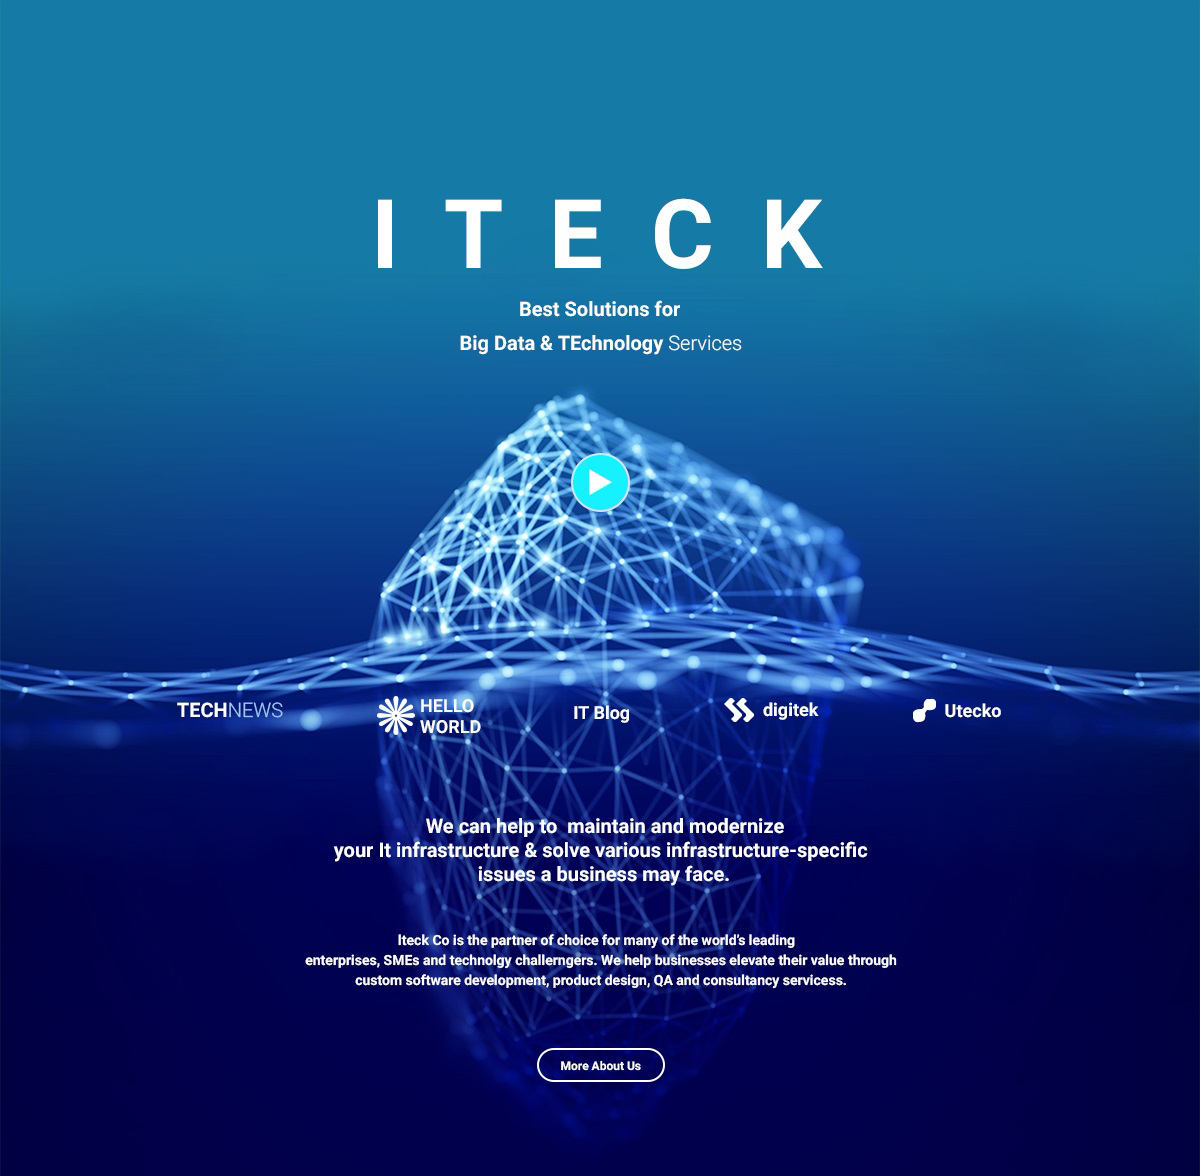 ITECK
Best Solutions for
Big Data & TEchnology Services
TECHNEWS
HELLO
WORLD
IT Blog
digitek
Utecko
We can help to  maintain and modernize
your It infrastructure & solve various infrastructure-specific
issues a business may face.
Iteck Co is the partner of choice for many of the world's leading
enterprises, SMEs and technolgy challerngers. We help businesses elevate their value through
custom software development, product design, QA and consultancy servicess.
More About Us